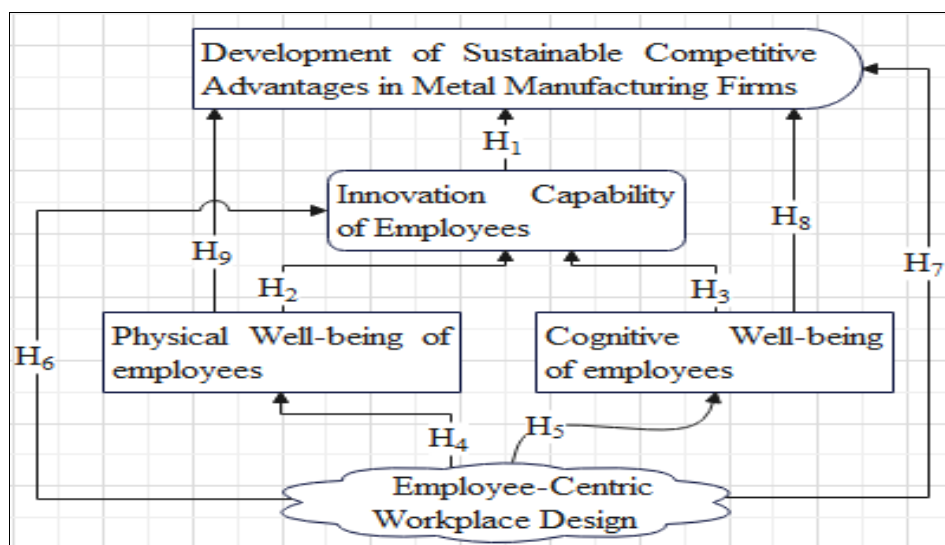 Development of Sustainable Competitive
Advantages in Metal Manufacturing Firms
H₁
Innovation Capability
of Employees
H₈
H₉
H₇
H₂
H₃
Physical Well-being of
employees
Cognitive Well-being
of employees
H₆
H₄
H₅
Employee-Centric
Workplace Design